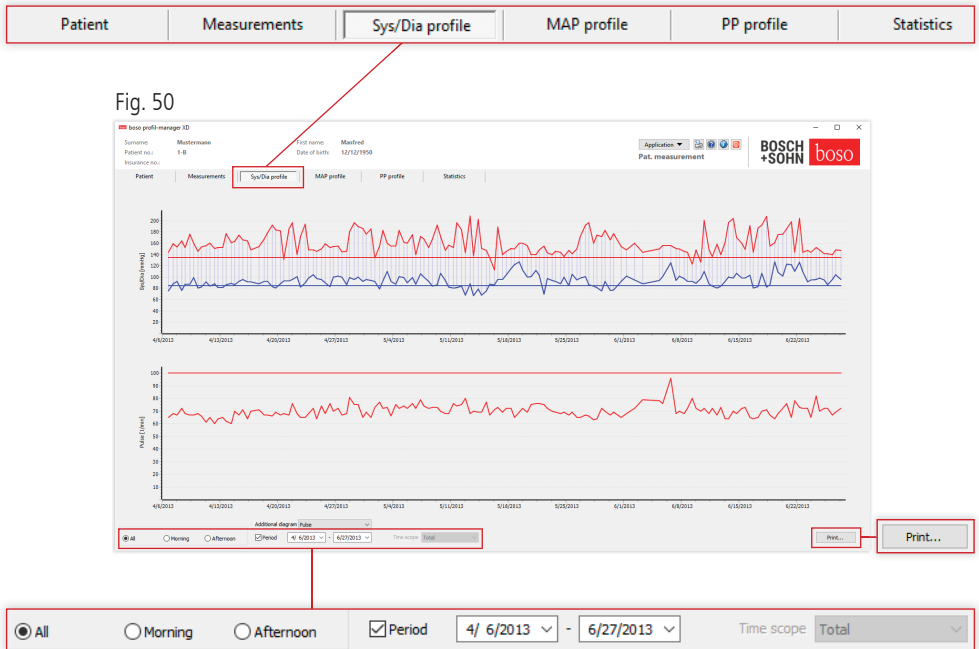 Patient Measurements Sys/Dia profile MAP profile PP profile Statistics
Fig. 50
boso boso profil-manager XD
Surname: Mustermann First name: Manfred
Patient no.: 1-B Date of birth: 12/12/1950
Insurance no.:
Application
Pat. measurement
BOSCH
+SOHN boso
Patient Measurements Sys/Dia profile MAP profile PP profile Statistics
Sys/Dia [mmHg]
200
180
160
140
120
100
80
60
40
20
4/6/2013 4/13/2013 4/20/2013 4/27/2013 5/4/2013 5/11/2013 5/18/2013 5/25/2013 6/1/2013 6/8/2013 6/15/2013 6/22/2013
Pulse [1/min]
100
90
80
70
60
50
40
30
20
10
4/6/2013 4/13/2013 4/20/2013 4/27/2013 5/4/2013 5/11/2013 5/18/2013 5/25/2013 6/1/2013 6/8/2013 6/15/2013 6/22/2013
Additional diagram Pulse
All Morning Afternoon Period 4/ 6/2013 - 6/27/2013 Time scope Total Print...
Print...
All Morning Afternoon Period 4/ 6/2013 - 6/27/2013 Time scope Total